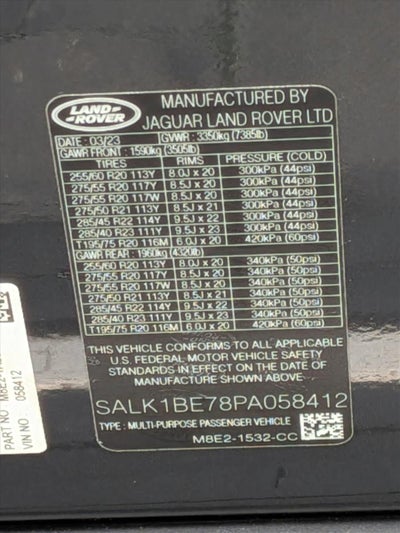 LAND-
ROVER
MANUFACTURED BY
JAGUAR LAND ROVER LTD
DATE: 03/23 GVWR: 3350kg (7385lb)
GAWR FRONT: 1590kg (3505lb)
TIRES RIMS PRESSURE (COLD)
255/60 R20 113Y 8.0J x 20 300kPa (44psi)
275/55 R20 117Y 8.0J x 20 300kPa (44psi)
275/55 R20 117W 8.0J x 20 300kPa (44psi)
275/50 R21 113Y 8.5J x 21 300kPa (44psi)
285/45 R22 114Y 9.5J x 22 300kPa (44psi)
285/40 R23 111Y 9.5J x 23 300kPa (44psi)
T195/75 R20 116M 6.0J x 20 420kPa (60psi)
GAWR REAR: 1960kg (4320lb)
255/60 R20 113Y 8.0J x 20 340kPa (50psi)
275/55 R20 117Y 8.0J x 20 340kPa (50psi)
275/55 R20 117W 8.0J x 20 340kPa (50psi)
275/50 R21 113Y 8.5J x 21 340kPa (50psi)
285/45 R22 114Y 9.5J x 22 340kPa (50psi)
285/40 R23 111Y 9.5J x 23 340kPa (50psi)
T195/75 R20 116M 6.0J x 20 420kPa (60psi)
THIS VEHICLE CONFORMS TO ALL APPLICABLE
U.S. FEDERAL MOTOR VEHICLE SAFETY
STANDARDS IN EFFECT ON THE DATE OF
MANUFACTURE SHOWN ABOVE.
SALK1BE78PA058412
TYPE: MULTI-PURPOSE PASSENGER VEHICLE
M8E2-1532-CC
PART NO
VIN NO. 058412